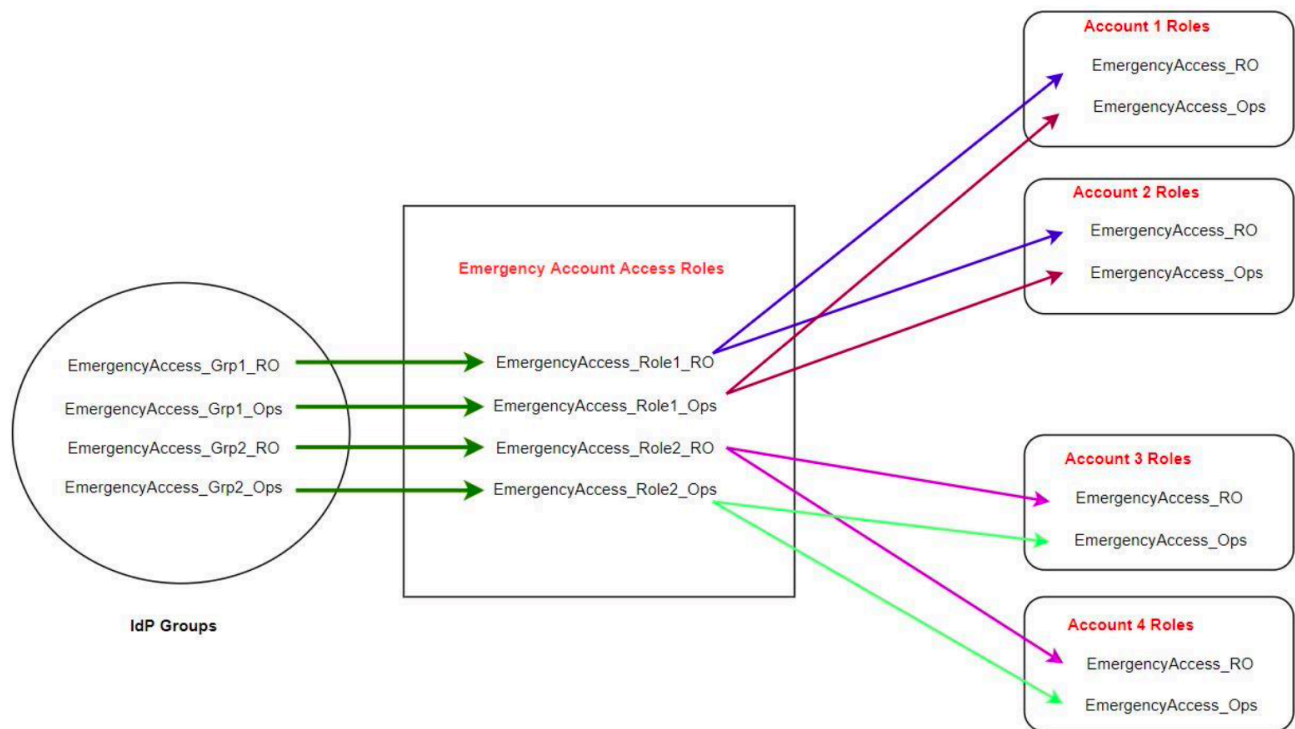 IdP Groups
EmergencyAccess_Grp1_RO
EmergencyAccess_Grp1_Ops
EmergencyAccess_Grp2_RO
EmergencyAccess_Grp2_Ops
Emergency Account Access Roles
EmergencyAccess_Role1_RO
EmergencyAccess_Role1_Ops
EmergencyAccess_Role2_RO
EmergencyAccess_Role2_Ops
Account 1 Roles
EmergencyAccess_RO
EmergencyAccess_Ops
Account 2 Roles
EmergencyAccess_RO
EmergencyAccess_Ops
Account 3 Roles
EmergencyAccess_RO
EmergencyAccess_Ops
Account 4 Roles
EmergencyAccess_RO
EmergencyAccess_Ops